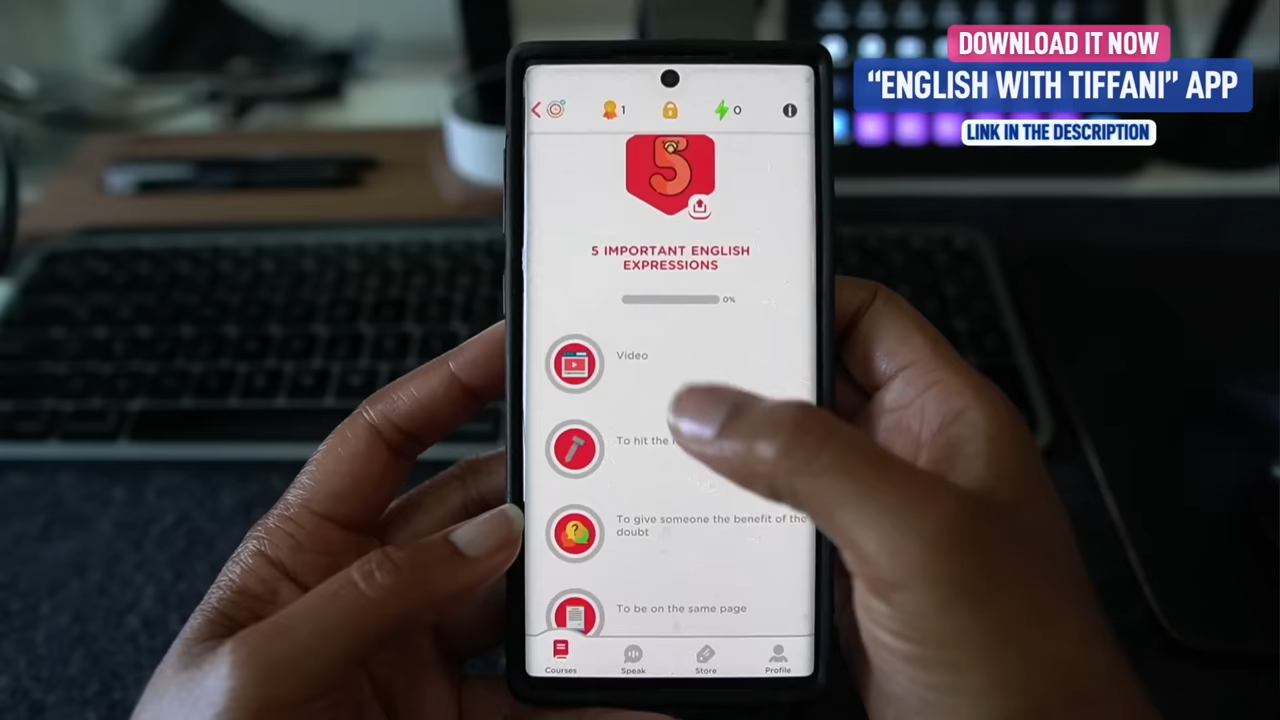 DOWNLOAD IT NOW
"ENGLISH WITH TIFFANI" APP
LINK IN THE DESCRIPTION
1
0
5
5 IMPORTANT ENGLISH
EXPRESSIONS
0%
Video
To hit the
To give someone the benefit of the
doubt
To be on the same page
Courses
Speak
Store
Profile